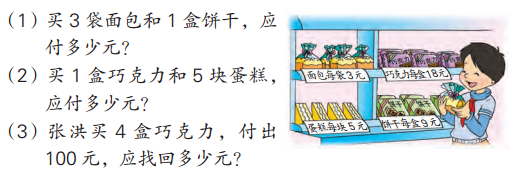 (1) 买3袋面包和1盒饼干，应
付多少元？
(2) 买1盒巧克力和5块蛋糕，
应付多少元？
(3) 张洪买4盒巧克力，付出
100元，应找回多少元？
面包每袋3元
巧克力每盒18元
蛋糕每块5元
饼干每盒9元